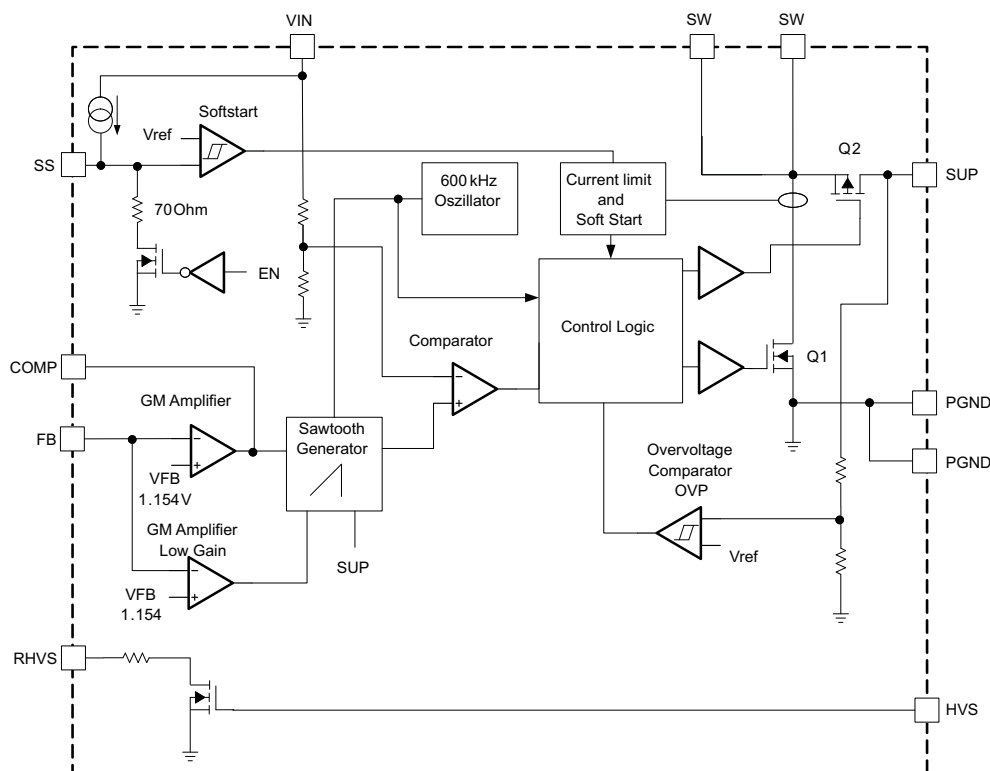 VIN
SW
SW
Softstart
Vref
SS
70Ohm
EN
600kHz
Oszillator
Current limit
and
Soft Start
Q2
SUP
Control Logic
Comparator
Q1
COMP
GM Amplifier
FB
VFB
1.154V
Sawtooth
Generator
PGND
PGND
Overvoltage
Comparator
OVP
Vref
GM Amplifier
Low Gain
VFB
1.154
SUP
RHVS
HVS